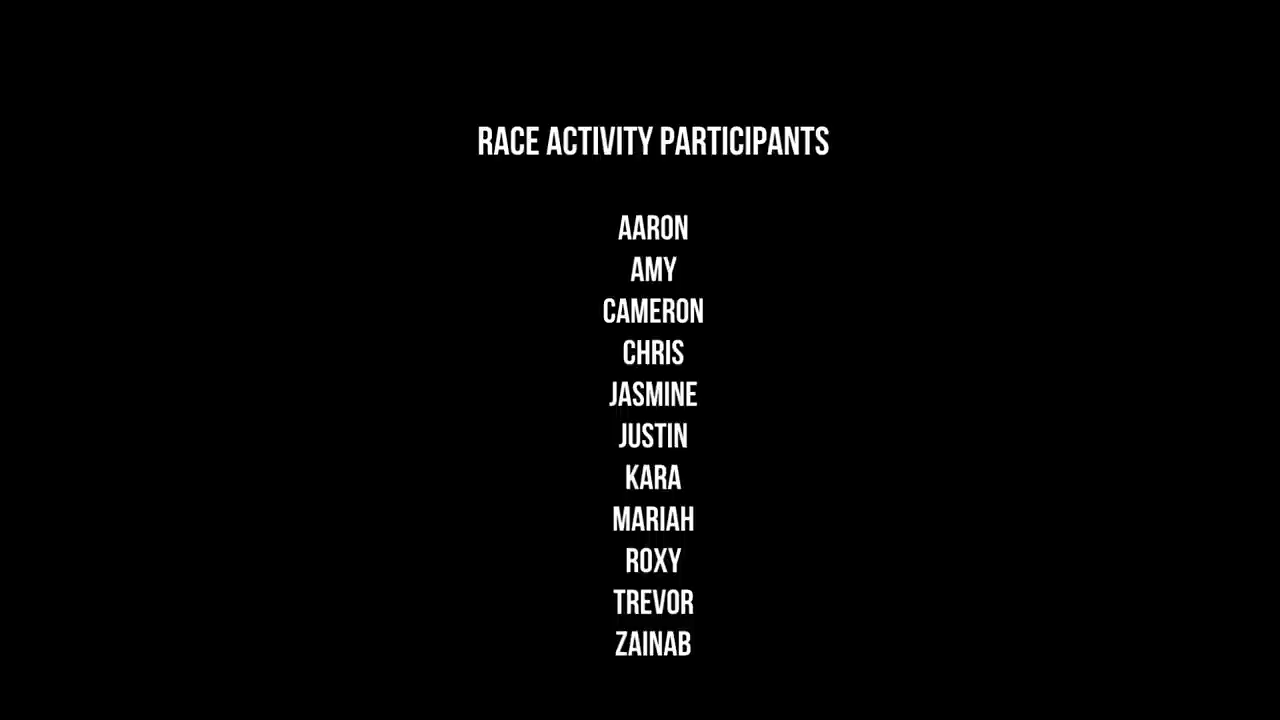 RACE ACTIVITY PARTICIPANTS
AARON
AMY
CAMERON
CHRIS
JASMINE
JUSTIN
KARA
MARIAH
ROXY
TREVOR
ZAINAB